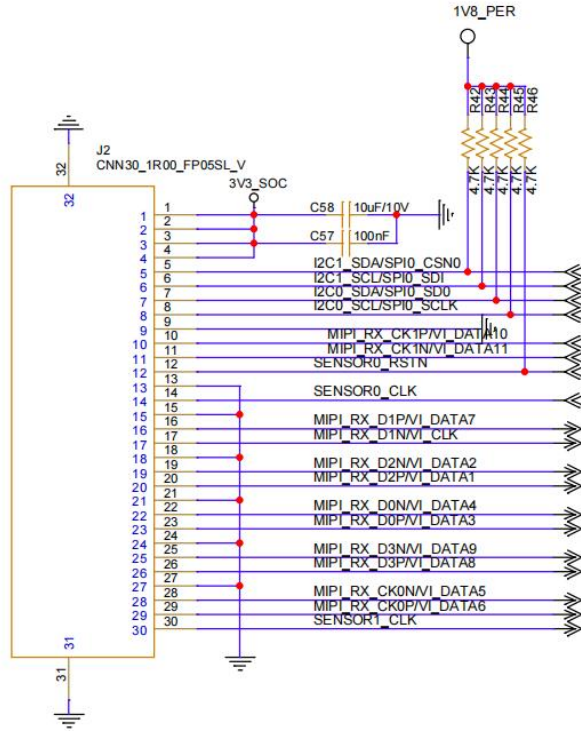 1V8_PER
R42
R43
R44
R45
R46
4.7K
4.7K
4.7K
4.7K
4.7K
J2
CNN30_1R00_FP05SL_V
32
32
3V3_SOC
C58 10uF/10V
C57 100nF
1 1
2 2
3 3
4 4
5 5 I2C1_SDA/SPI0_CSN0
6 6 I2C1_SCL/SPI0_SDI
7 7 I2C0_SDA/SPI0_SD0
8 8 I2C0_SCL/SPI0_SCLK
9 9
10 10 MIPI_RX_CK1P/VI_DATA10
11 11 MIPI_RX_CK1N/VI_DATA11
12 12 SENSOR0_RSTN
13 13
14 14 SENSOR0_CLK
15 15
16 16 MIPI_RX_D1P/VI_DATA7
17 17 MIPI_RX_D1N/VI_CLK
18 18
19 19 MIPI_RX_D2N/VI_DATA2
20 20 MIPI_RX_D2P/VI_DATA1
21 21
22 22 MIPI_RX_D0N/VI_DATA4
23 23 MIPI_RX_D0P/VI_DATA3
24 24
25 25 MIPI_RX_D3N/VI_DATA9
26 26 MIPI_RX_D3P/VI_DATA8
27 27
28 28 MIPI_RX_CK0N/VI_DATA5
29 29 MIPI_RX_CK0P/VI_DATA6
30 30 SENSOR1_CLK
31
31